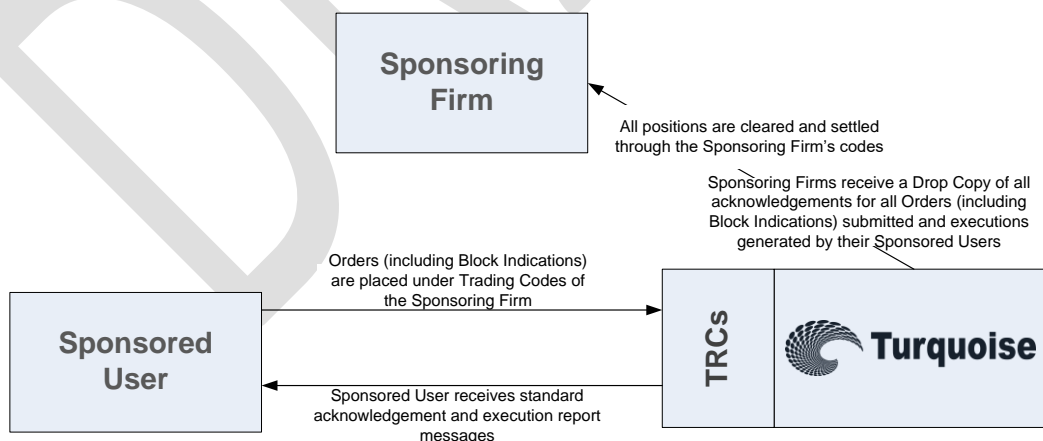 Sponsoring
Firm
All positions are cleared and settled
through the Sponsoring Firm's codes
Sponsoring Firms receive a Drop Copy of all
acknowledgements for all Orders (including
Block Indications) submitted and executions
generated by their Sponsored Users
Orders (including Block Indications)
are placed under Trading Codes of
the Sponsoring Firm
Sponsored
User
TRCs
Turquoise
Sponsored User receives standard
acknowledgement and execution report
messages